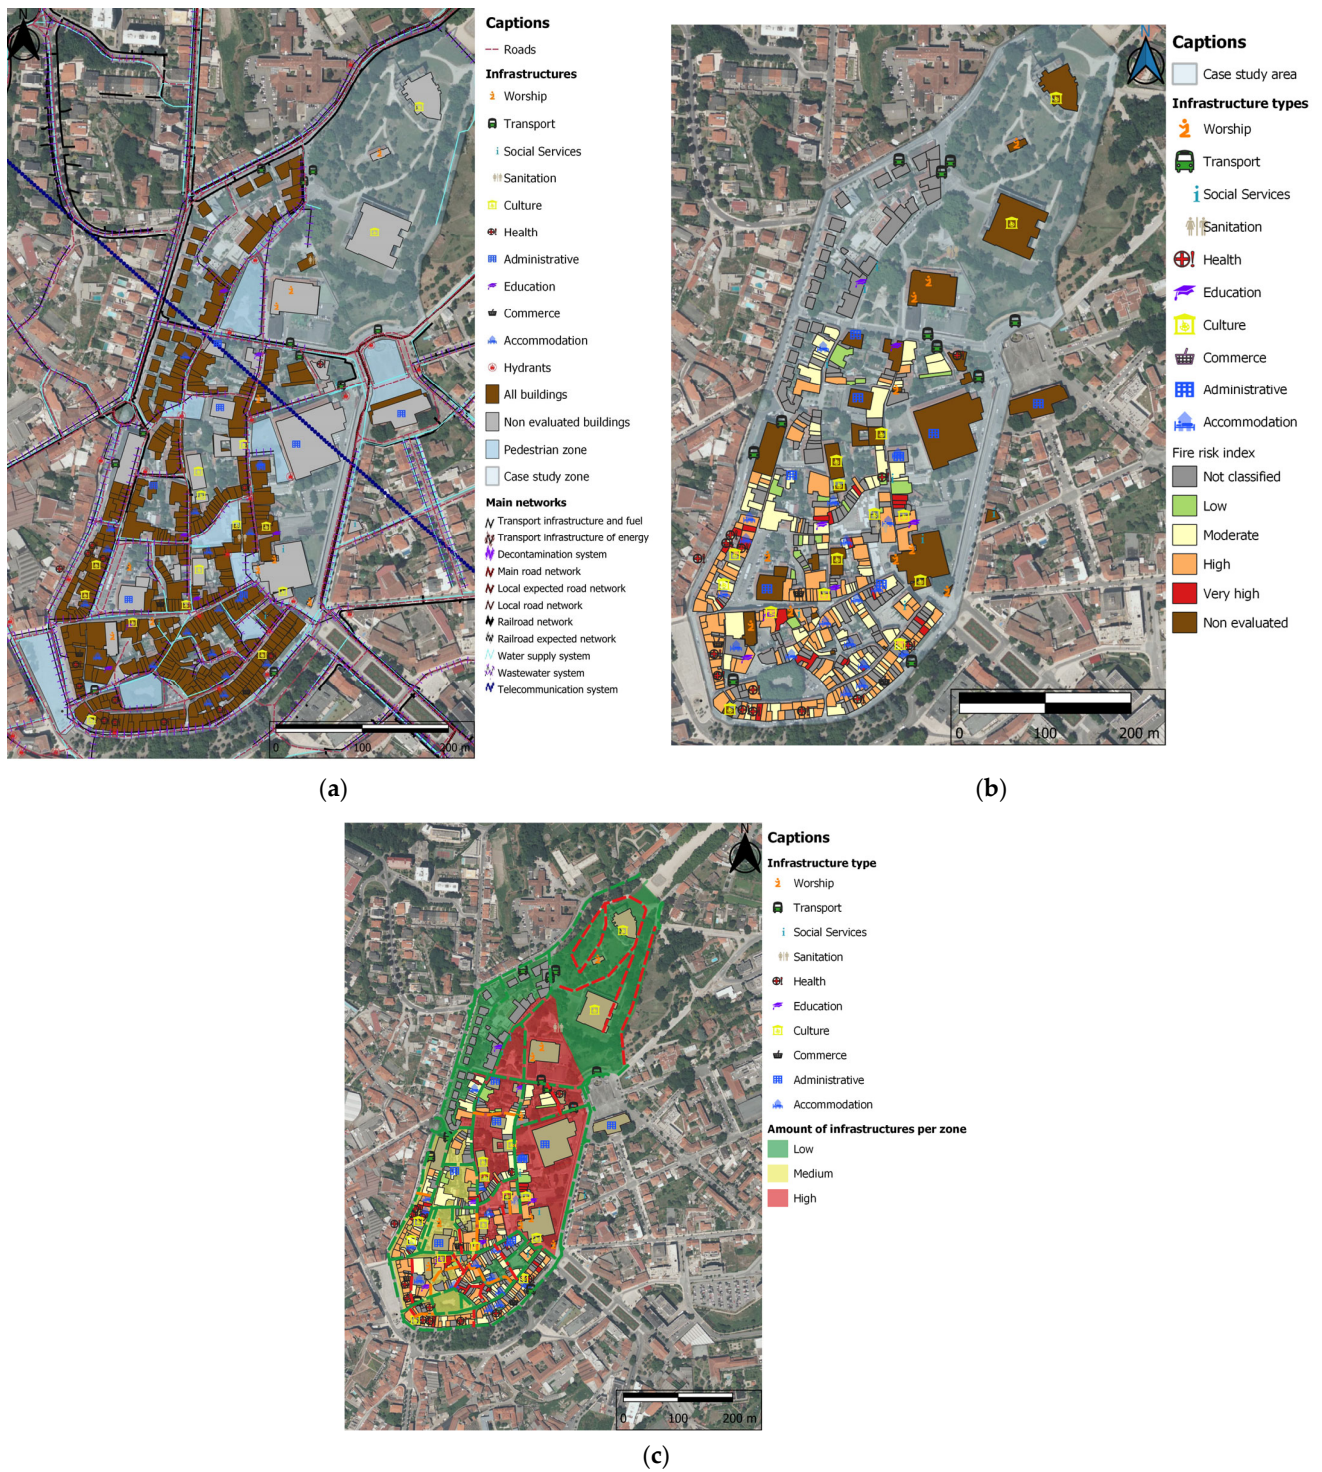 N
Captions
Roads
Infrastructures
Worship
Transport
Social Services
Sanitation
Culture
Health
Administrative
Education
Commerce
Accommodation
Hydrants
All buildings
Non evaluated buildings
Pedestrian zone
Case study zone
Main networks
Transport infrastructure and fuel
Transport infrastructure of energy
Decontamination system
Main road network
Local expected road network
Local road network
Railroad network
Railroad expected network
Water supply system
Wastewater system
Telecommunication system
0 100 200 m
(a)
N
Captions
Case study area
Infrastructure types
Worship
Transport
Social Services
Sanitation
Health
Education
Culture
Commerce
Administrative
Accommodation
Fire risk index
Not classified
Low
Moderate
High
Very high
Non evaluated
0 100 200 m
(b)
N
Captions
Infrastructure type
Worship
Transport
Social Services
Sanitation
Health
Education
Culture
Commerce
Administrative
Accommodation
Amount of infrastructures per zone
Low
Medium
High
0 100 200 m
(c)